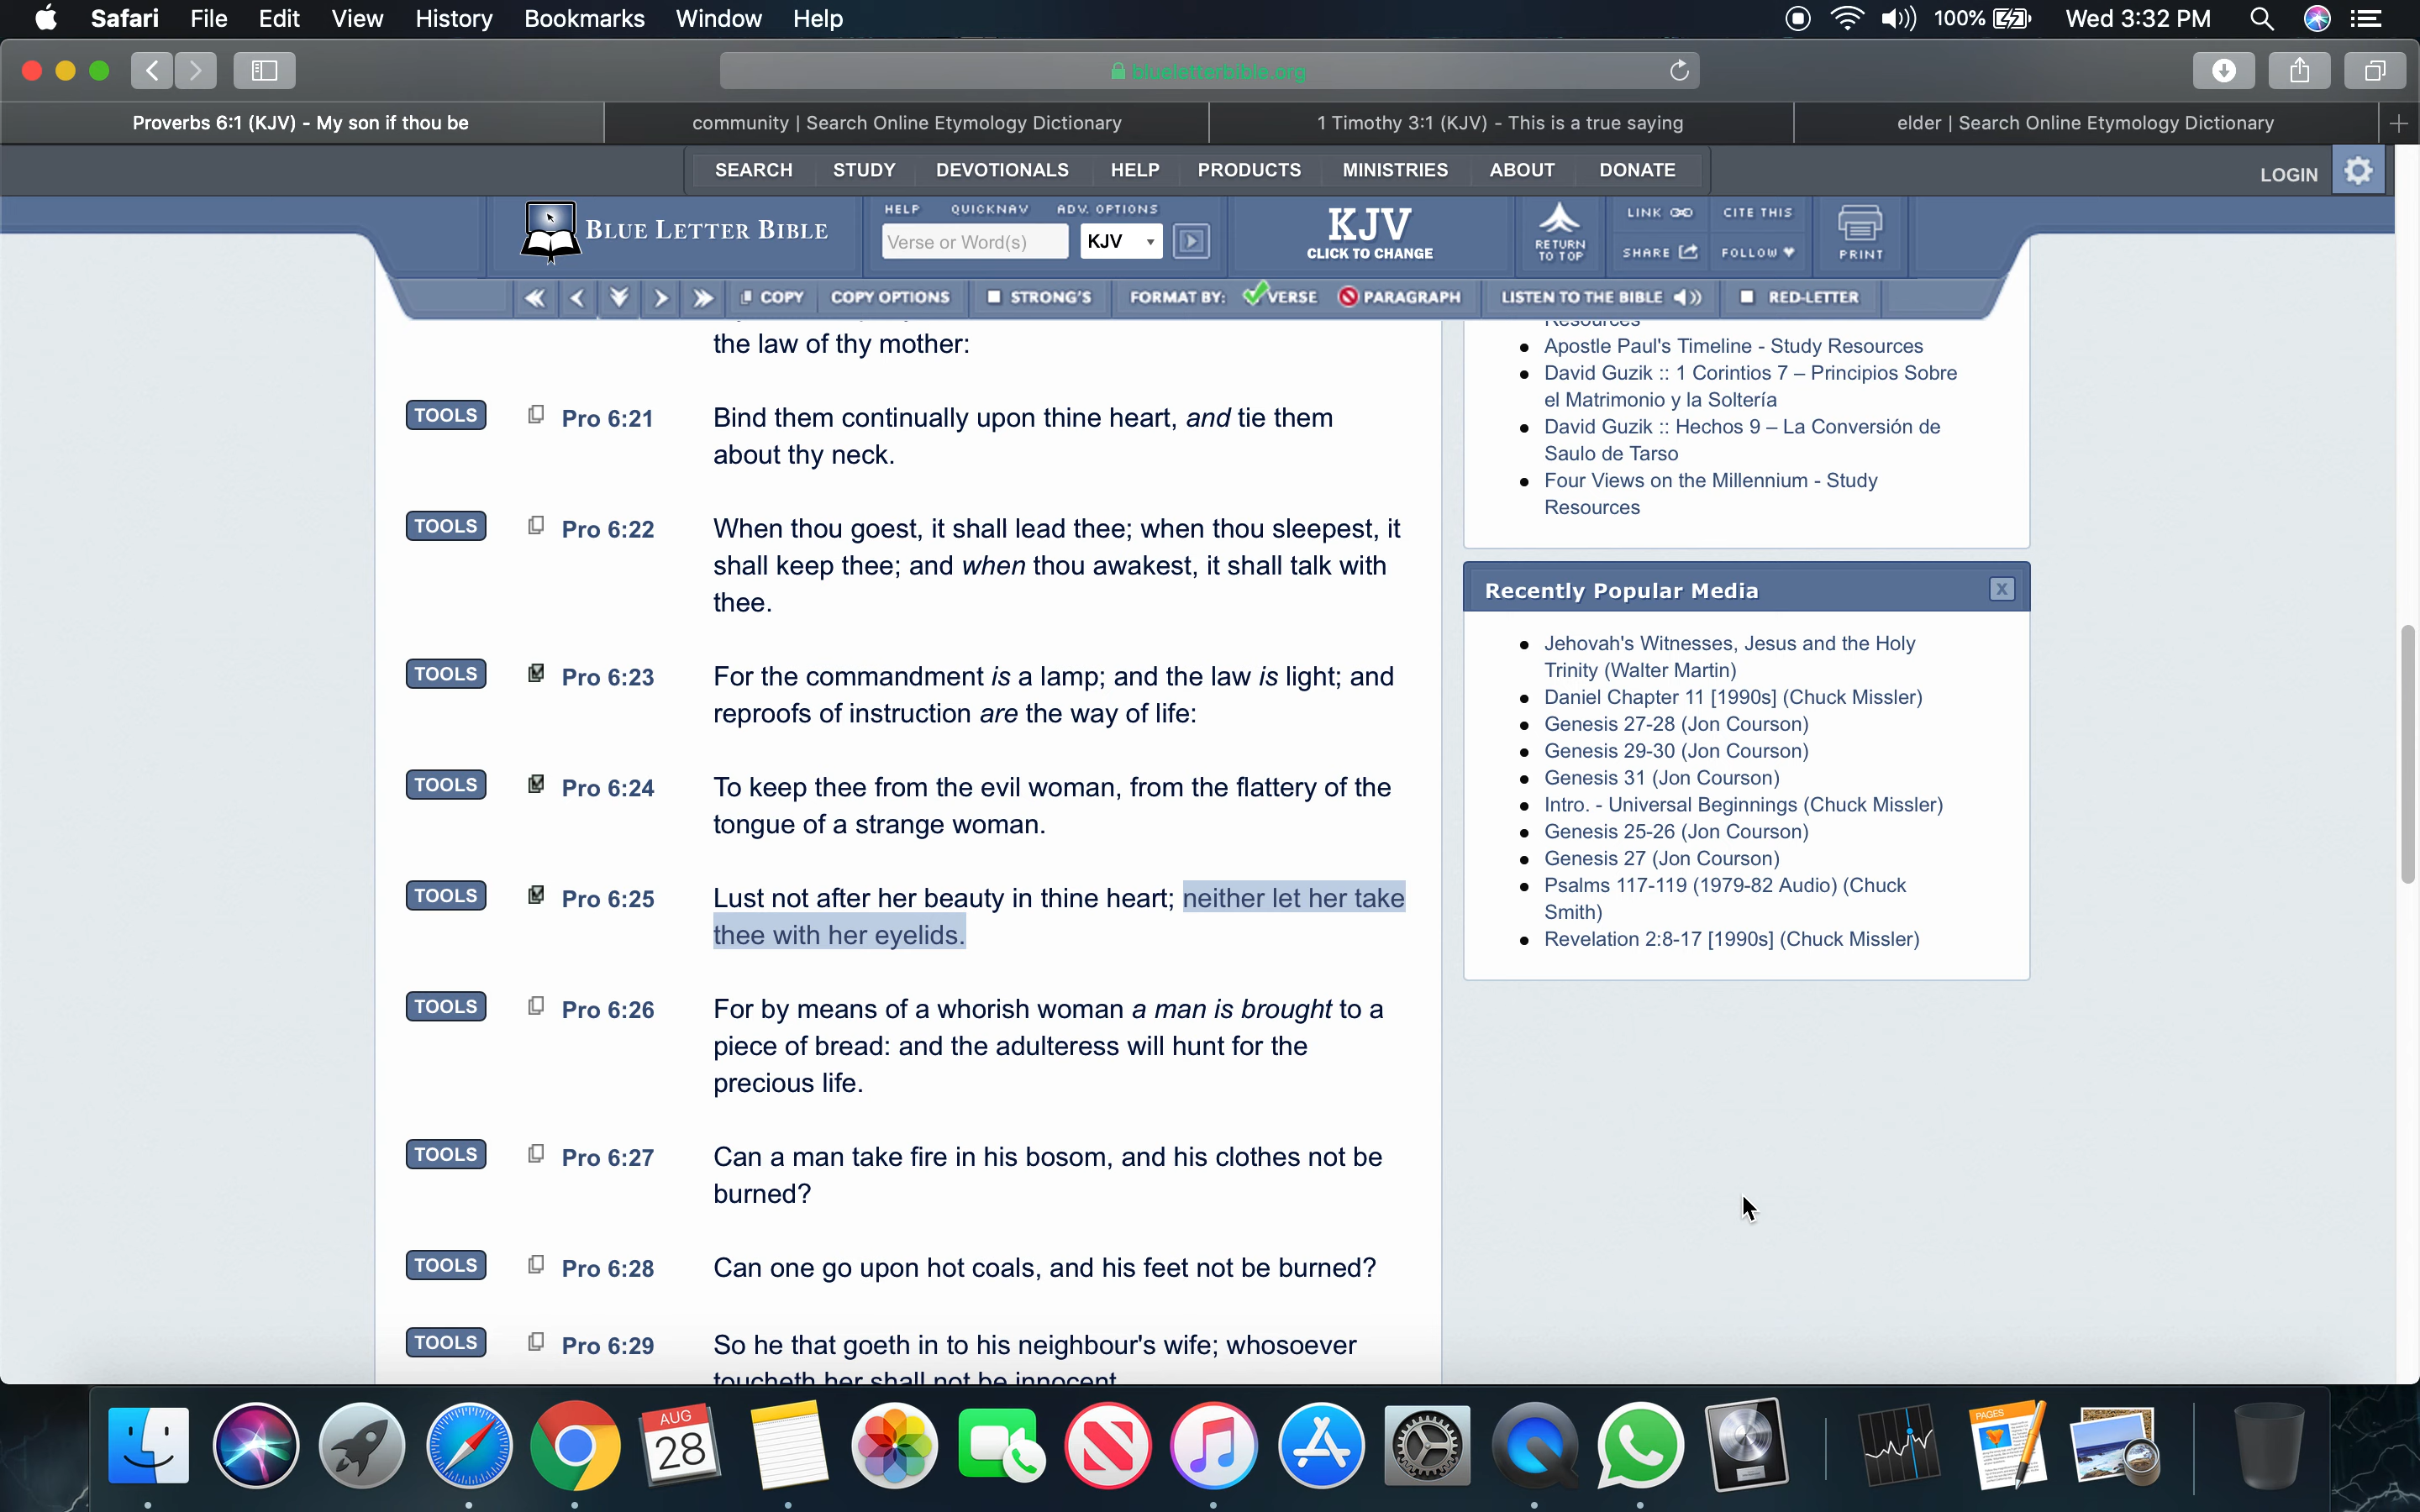 Safari File Edit View History Bookmarks Window Help 100% Wed 3:32 PM
blueletterbible.org
Proverbs 6:1 (KJV) - My son if thou be
community | Search Online Etymology Dictionary
1 Timothy 3:1 (KJV) - This is a true saying
elder | Search Online Etymology Dictionary
SEARCH STUDY DEVOTIONALS HELP PRODUCTS MINISTRIES ABOUT DONATE
LOGIN
BLUE LETTER BIBLE
HELP QUICKNAV ADV. OPTIONS
Verse or Word(s)
KJV
KJV
CLICK TO CHANGE
RETURN
TO TOP
LINK
CITE THIS
SHARE
FOLLOW
PRINT
COPY COPY OPTIONS STRONG'S FORMAT BY: VERSE PARAGRAPH LISTEN TO THE BIBLE RED-LETTER
the law of thy mother:
TOOLS Pro 6:21 Bind them continually upon thine heart, and tie them
about thy neck.
TOOLS Pro 6:22 When thou goest, it shall lead thee; when thou sleepest, it
shall keep thee; and when thou awakest, it shall talk with
thee.
TOOLS Pro 6:23 For the commandment is a lamp; and the law is light; and
reproofs of instruction are the way of life:
TOOLS Pro 6:24 To keep thee from the evil woman, from the flattery of the
tongue of a strange woman.
TOOLS Pro 6:25 Lust not after her beauty in thine heart; neither let her take
thee with her eyelids.
TOOLS Pro 6:26 For by means of a whorish woman a man is brought to a
piece of bread: and the adulteress will hunt for the
precious life.
TOOLS Pro 6:27 Can a man take fire in his bosom, and his clothes not be
burned?
TOOLS Pro 6:28 Can one go upon hot coals, and his feet not be burned?
TOOLS Pro 6:29 So he that goeth in to his neighbour's wife; whosoever
toucheth her shall not be innocent.
Resources
Apostle Paul's Timeline - Study Resources
David Guzik :: 1 Corintios 7 – Principios Sobre
el Matrimonio y la Soltería
David Guzik :: Hechos 9 – La Conversión de
Saulo de Tarso
Four Views on the Millennium - Study
Resources
Recently Popular Media
X
Jehovah's Witnesses, Jesus and the Holy
Trinity (Walter Martin)
Daniel Chapter 11 [1990s] (Chuck Missler)
Genesis 27-28 (Jon Courson)
Genesis 29-30 (Jon Courson)
Genesis 31 (Jon Courson)
Intro. - Universal Beginnings (Chuck Missler)
Genesis 25-26 (Jon Courson)
Genesis 27 (Jon Courson)
Psalms 117-119 (1979-82 Audio) (Chuck
Smith)
Revelation 2:8-17 [1990s] (Chuck Missler)
AUG
28
PAGES